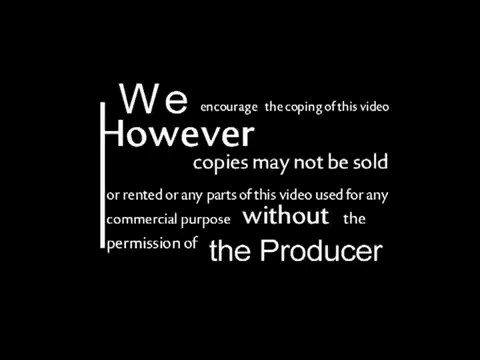 We encourage the coping of this video
However
copies may not be sold
or rented or any parts of this video used for any
commercial purpose without the
permission of the Producer